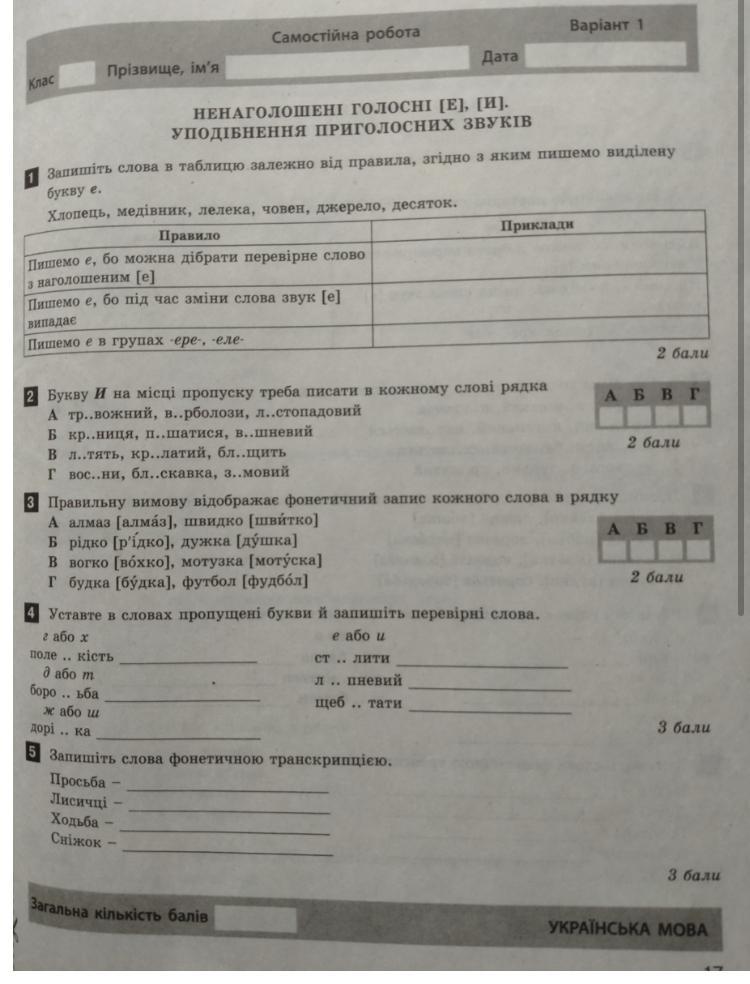 Самостійна робота
Варіант 1
Клас
Прізвище, ім'я
Дата
НЕНАГОЛОШЕНІ ГОЛОСНІ [Е], [И].
УПОДІБНЕННЯ ПРИГОЛОСНИХ ЗВУКІВ
1 Запишіть слова в таблицю залежно від правила, згідно з яким пишемо виділену
букву е.
Хлопець, медівник, лелека, човен, джерело, десяток.
Правило
Приклади
Пишемо е, бо можна дібрати перевірне слово
з наголошеним [е]
Пишемо е, бо під час зміни слова звук [е]
випадає
Пишемо е в групах -ере-, -еле-
2 бали
2 Букву И на місці пропуску треба писати в кожному слові рядка
А тр..вожний, в..рболози, л..стопадовий
Б кр..ниця, п..шатися, в..шневий
В л..тять, кр..латий, бл..щить
Г вос..ни, бл..скавка, з..мовий
А Б В Г
2 бали
3 Правильну вимову відображає фонетичний запис кожного слова в рядку
А алмаз [алма́з], швидко [шви́тко]
Б рідко [р'і́дко], дужка [ду́шка]
В вогко [во́хко], мотузка [моту́ска]
Г будка [бу́дка], футбол [фудбо́л]
А Б В Г
2 бали
4 Уставте в словах пропущені букви й запишіть перевірні слова.
г або х
е або и
поле .. кість
ст .. лити
д або т
л .. пневий
боро .. ьба
щеб .. тати
ж або ш
дорі .. ка
3 бали
5 Запишіть слова фонетичною транскрипцією.
Просьба –
Лисичці –
Ходьба –
Сніжок –
3 бали
Загальна кількість балів
УКРАЇНСЬКА МОВА